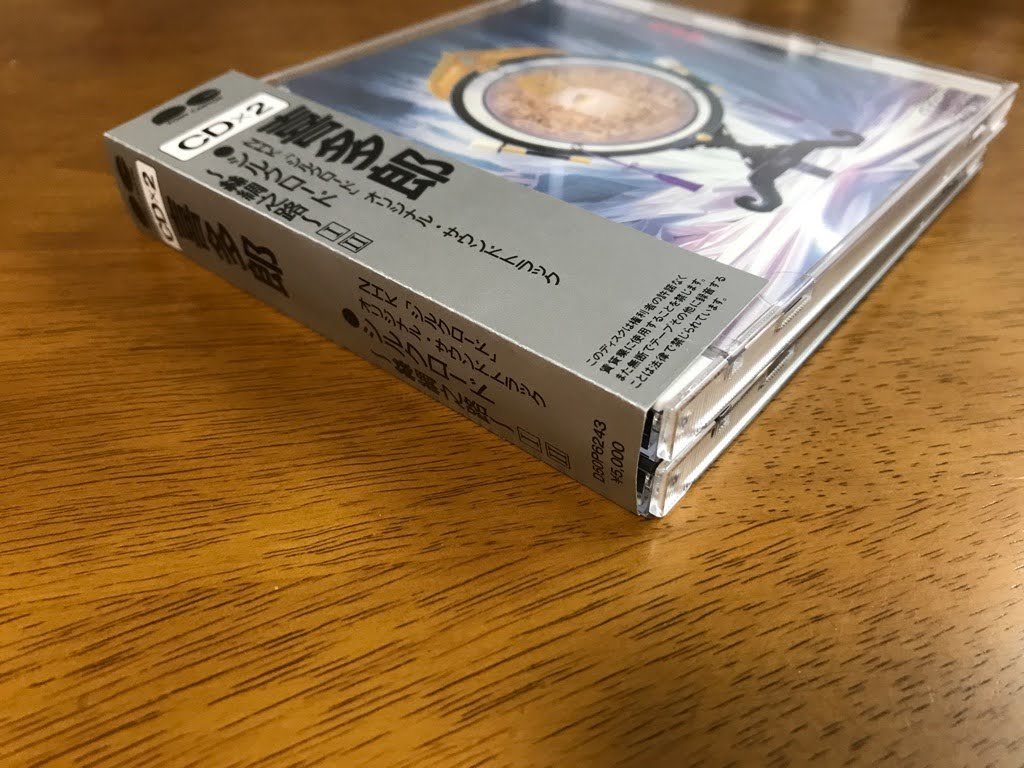 CD×2
喜多郎
NHK「シルクロード」オリジナル・サウンドトラック
●シルクロード
～絲綢之路～ I II
このディスクは権利者の許諾なく
賃貸業に使用することを禁じます。
また無断でテープその他に録音する
ことは法律で禁じられています。
CD×2
喜多郎
NHK「シルクロード」
オリジナル・サウンドトラック
●シルクロード
～絲綢之路～ I II
D50P6243
¥5,000